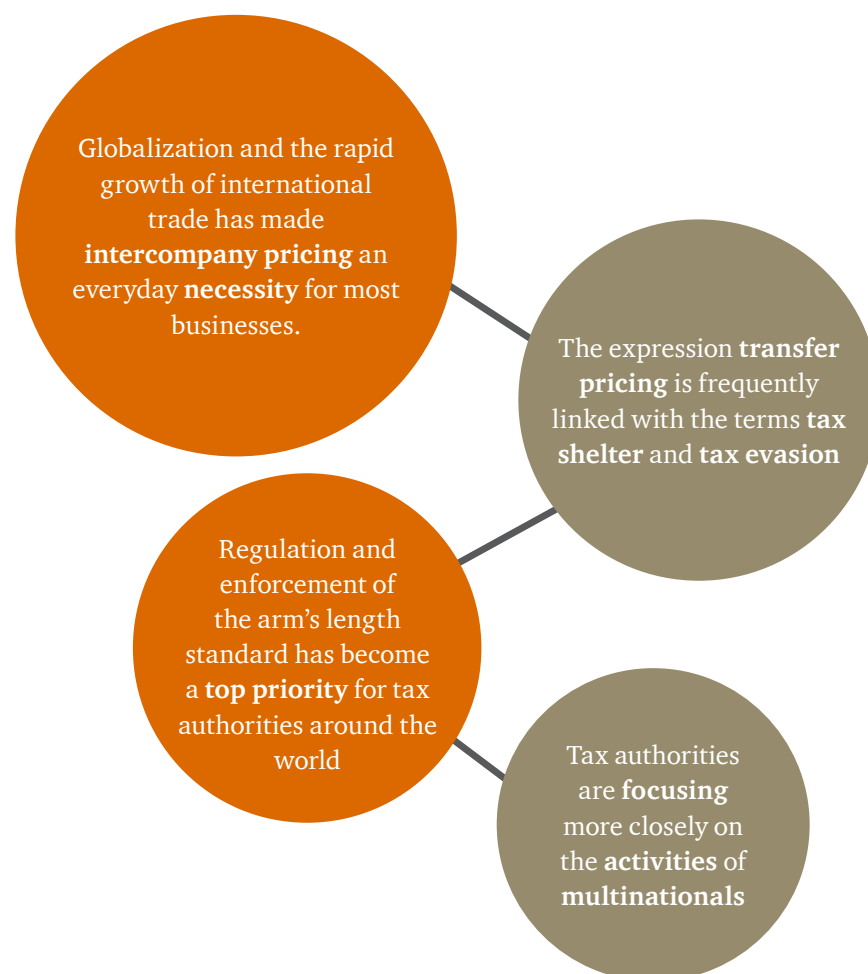 Globalization and the rapid
growth of international
trade has made
intercompany pricing an
everyday necessity for most
businesses.
The expression transfer
pricing is frequently
linked with the terms tax
shelter and tax evasion
Regulation and
enforcement of
the arm’s length
standard has become
a top priority for tax
authorities around the
world
Tax authorities
are focusing
more closely on
the activities of
multinationals